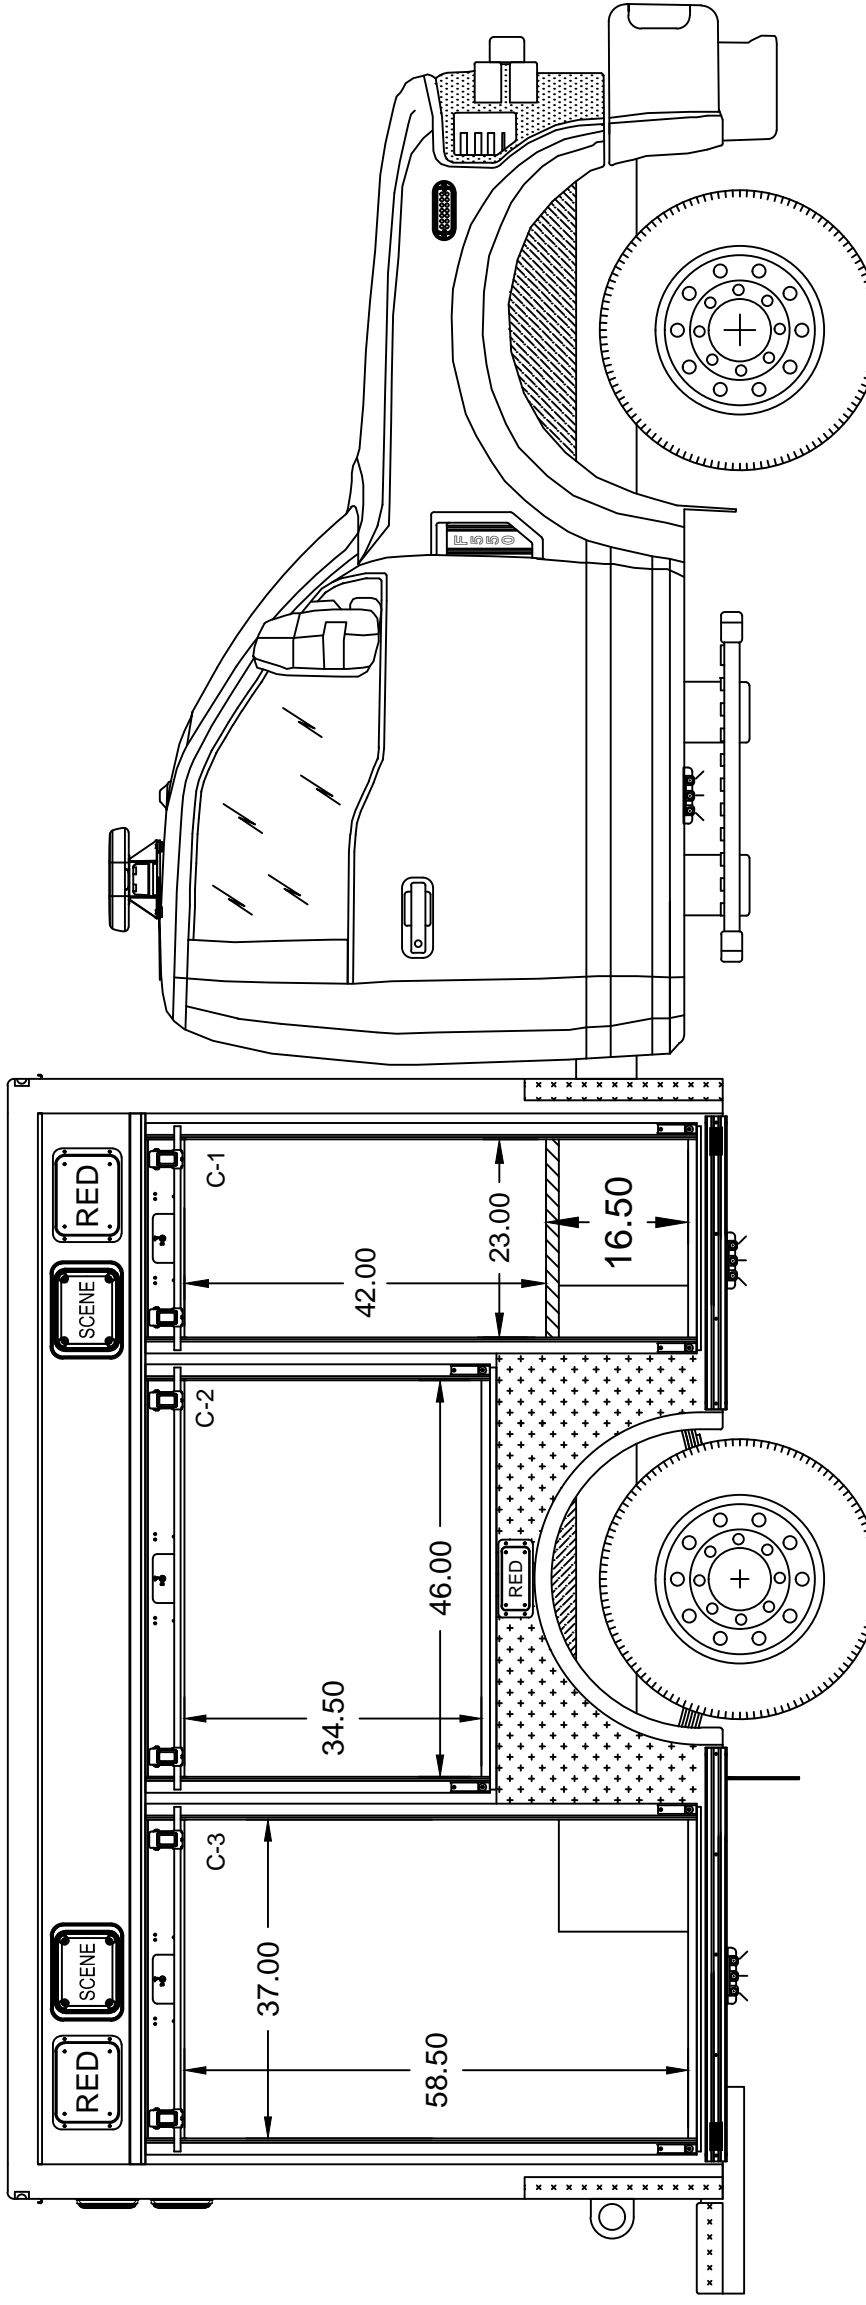 RED
SCENE
SCENE
RED
C-3
C-2
C-1
37.00
58.50
34.50
46.00
RED
42.00
23.00
16.50
F550